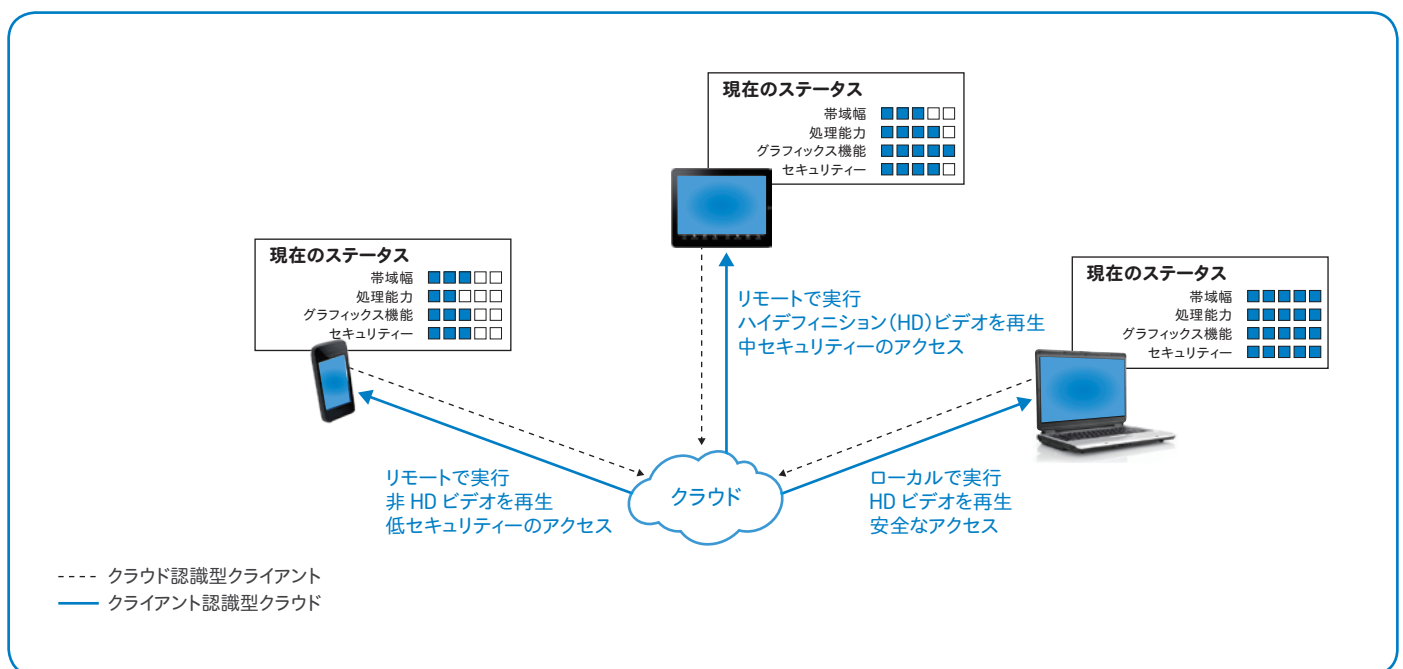 現在のステータス
帯域幅
処理能力
グラフィックス機能
セキュリティー
現在のステータス
帯域幅
処理能力
グラフィックス機能
セキュリティー
現在のステータス
帯域幅
処理能力
グラフィックス機能
セキュリティー
リモートで実行
ハイデフィニション(HD)ビデオを再生
中セキュリティーのアクセス
リモートで実行
非 HD ビデオを再生
低セキュリティーのアクセス
クラウド
ローカルで実行
HD ビデオを再生
安全なアクセス
クラウド認識型クライアント
クライアント認識型クラウド